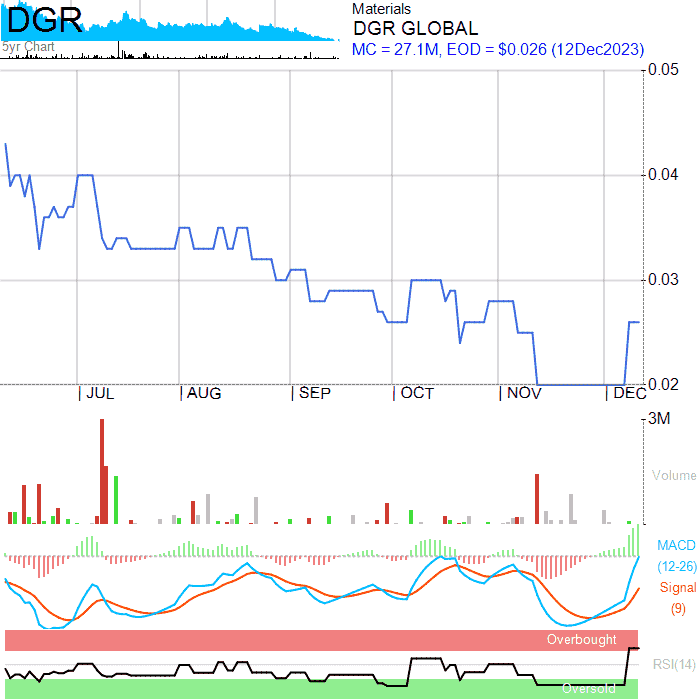 DGR
5yr Chart
Materials
DGR GLOBAL
MC = 27.1M, EOD = $0.026 (12Dec2023)
0.05
0.04
0.03
0.02
JUL AUG SEP OCT NOV DEC
3M
Volume
MACD
(12-26)
Signal
(9)
Overbought
RSI(14)
Oversold